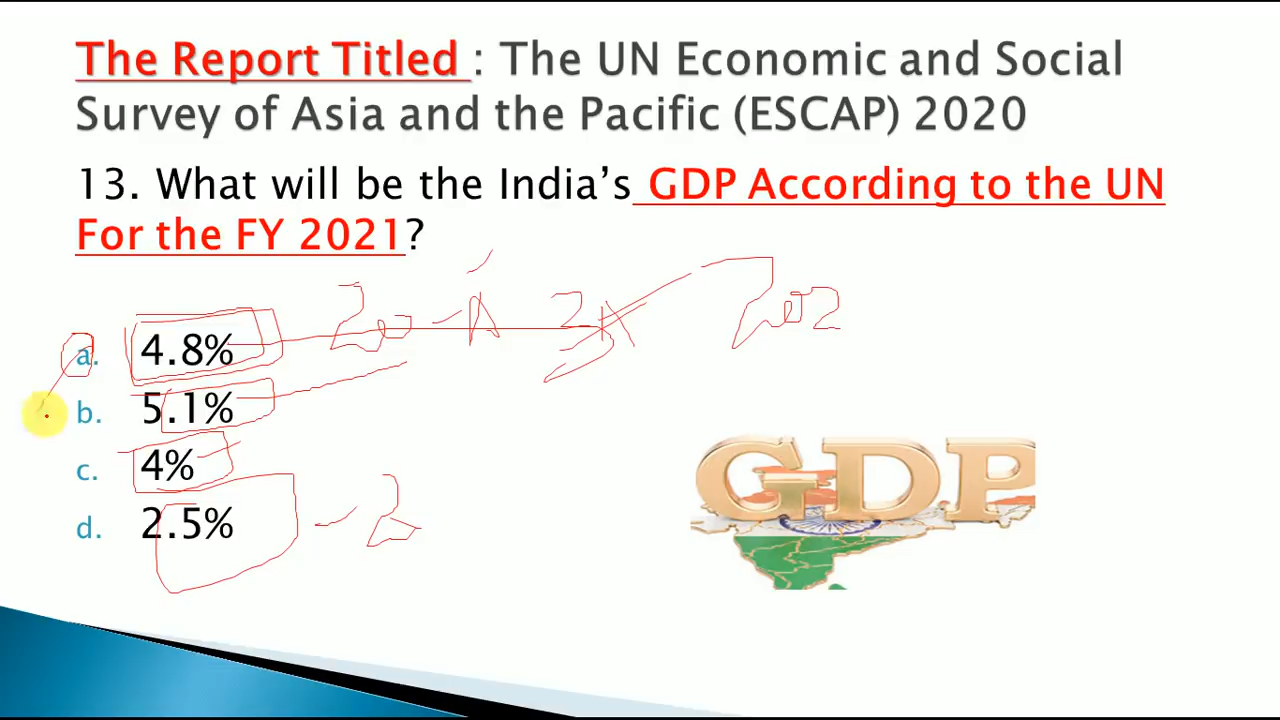 The Report Titled : The UN Economic and Social
Survey of Asia and the Pacific (ESCAP) 2020
13. What will be the India’s GDP According to the UN
For the FY 2021?
a. 4.8%
b. 5.1%
c. 4%
d. 2.5%
GDP